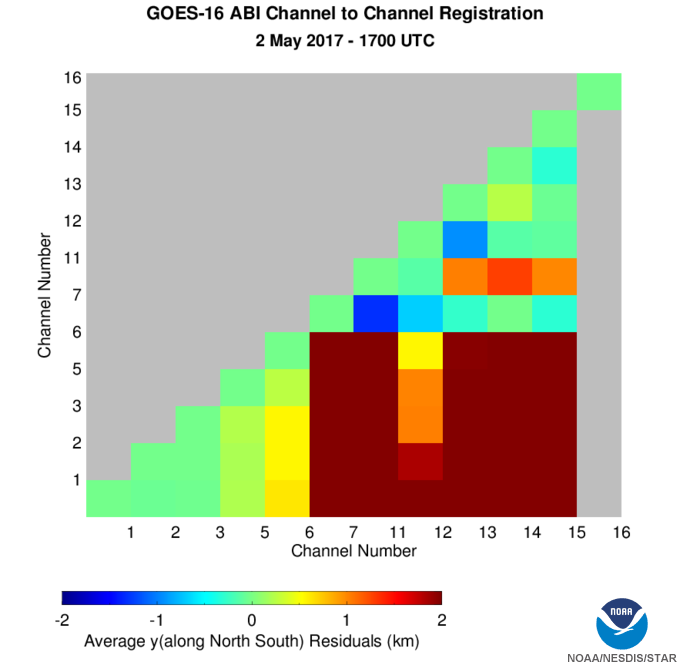 GOES-16 ABI Channel to Channel Registration
2 May 2017 - 1700 UTC
16
15
14
13
12
11
7
6
5
3
2
1
Channel Number
1 2 3 5 6 7 11 12 13 14 15 16
Channel Number
-2 -1 0 1 2
Average y(along North South) Residuals (km)
NOAA
NOAA/NESDIS/STAR